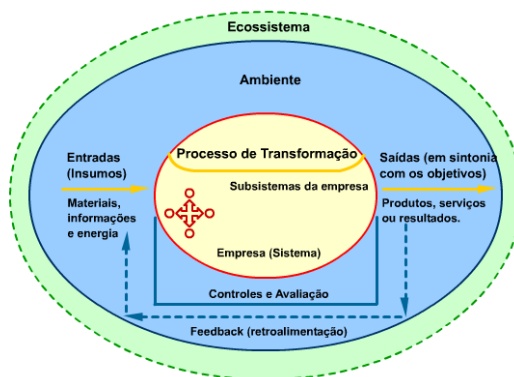 Ecossistema
Ambiente
Processo de Transformação
Entradas
(Insumos)
Saídas (em sintonia
com os objetivos)
Subsistemas da empresa
Materiais,
informações
e energia
Produtos, serviços
ou resultados.
Empresa (Sistema)
Controles e Avaliação
Feedback (retroalimentação)